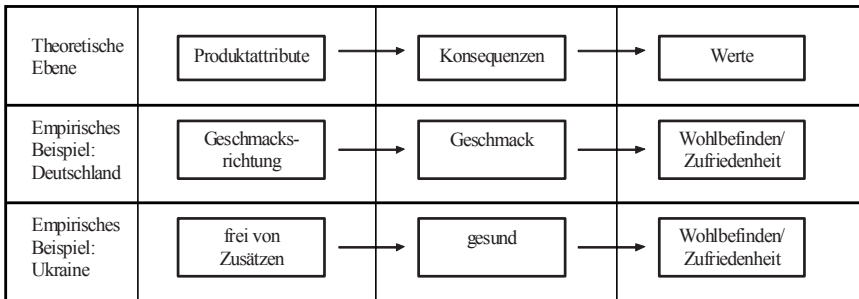 Theoretische
Ebene
Produktattribute
Konsequenzen
Werte
Empirisches
Beispiel:
Deutschland
Geschmacks-
richtung
Geschmack
Wohlbefinden/
Zufriedenheit
Empirisches
Beispiel:
Ukraine
frei von
Zusätzen
gesund
Wohlbefinden/
Zufriedenheit